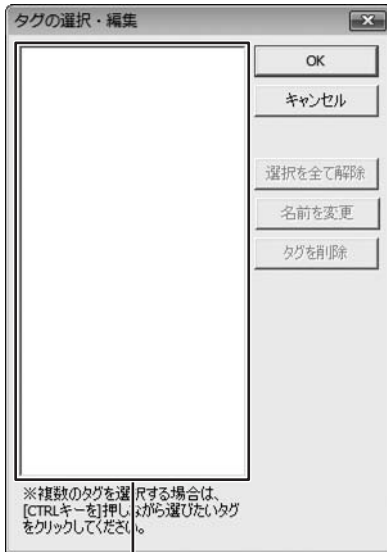 タグの選択・編集
OK
キャンセル
選択を全て解除
名前を変更
タグを削除
※複数のタグを選択する場合は、
[CTRLキーを]押しながら選びたいタグ
をクリックしてください。